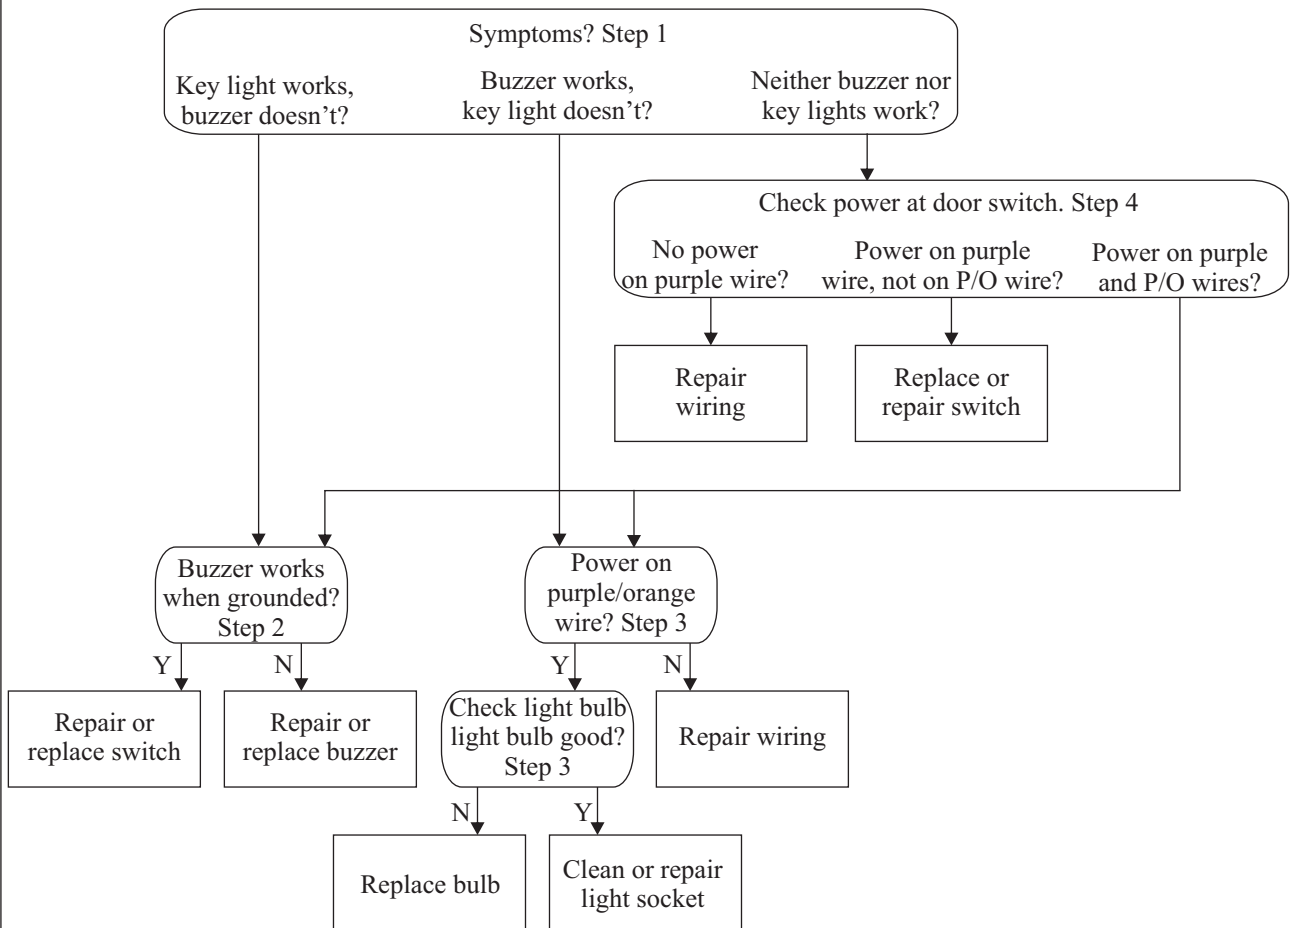 Symptoms? Step 1
Key light works,
buzzer doesn't?
Buzzer works,
key light doesn't?
Neither buzzer nor
key lights work?
Check power at door switch. Step 4
No power
on purple wire?
Power on purple
wire, not on P/O wire?
Power on purple
and P/O wires?
Repair
wiring
Replace or
repair switch
Buzzer works
when grounded?
Step 2
Power on
purple/orange
wire? Step 3
Y
N
Y
N
Repair or
replace switch
Repair or
replace buzzer
Check light bulb
light bulb good?
Step 3
Repair wiring
N
Y
Replace bulb
Clean or repair
light socket